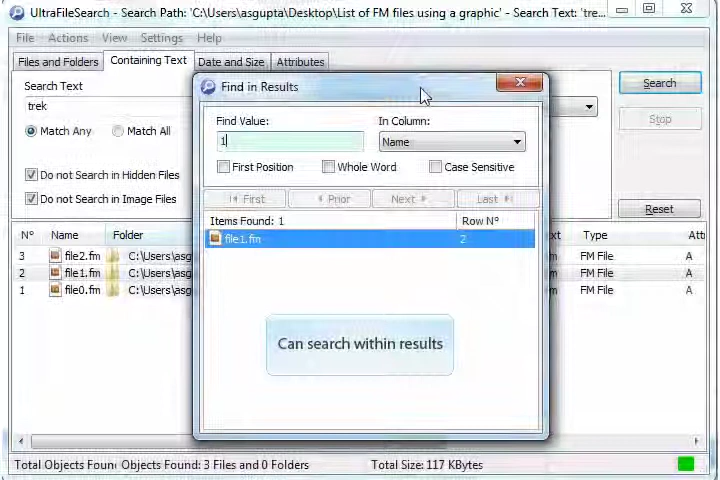 UltraFileSearch - Search Path: 'C:\Users\asgupta\Desktop\List of FM files using a graphic' - Search Text: 'tre...
File Actions View Settings Help
Files and Folders Containing Text Date and Size Attributes
Search Text
trek
Match Any Match All
Do not Search in Hidden Files
Do not Search in Image Files
Search
Stop
Reset
Find in Results
Find Value: In Column:
1 Name
First Position Whole Word Case Sensitive
First Prior Next Last
Items Found: 1 Row N°
file1.fm 2
Can search within results
N° Name Folder xt Type Att
3 file2.fm C:\Users\asg m FM File A
2 file1.fm C:\Users\asg m FM File A
1 file0.fm C:\Users\asg m FM File A
Total Objects Foun Objects Found: 3 Files and 0 Folders Total Size: 117 KBytes